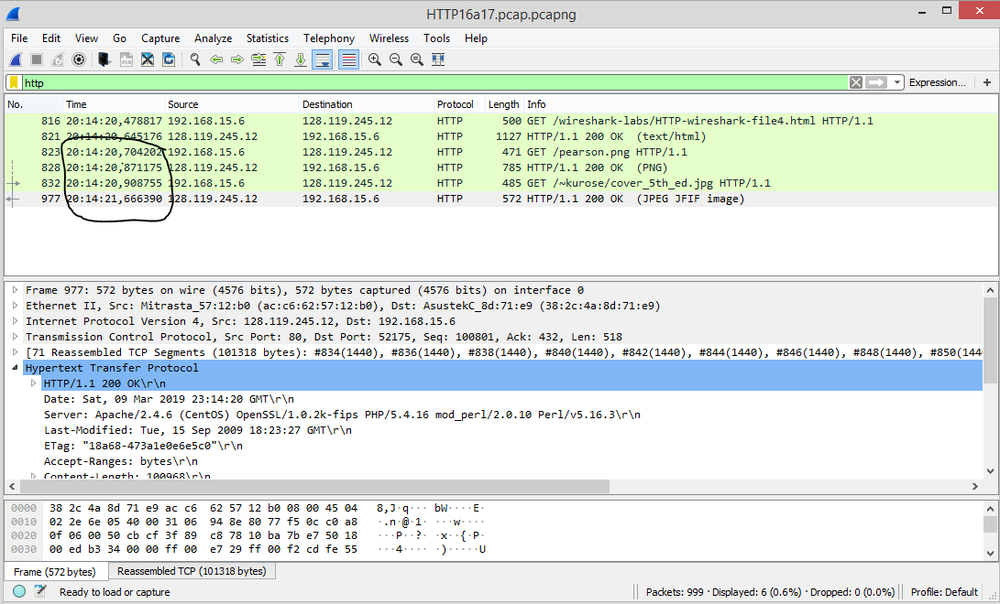 HTTP16a17.pcap.pcapng
File Edit View Go Capture Analyze Statistics Telephony Wireless Tools Help
http Expression... +
No. Time Source Destination Protocol Length Info
816 20:14:20,478817 192.168.15.6 128.119.245.12 HTTP 500 GET /wireshark-labs/HTTP-wireshark-file4.html HTTP/1.1
821 20:14:20,645176 128.119.245.12 192.168.15.6 HTTP 1127 HTTP/1.1 200 OK (text/html)
823 20:14:20,704202 192.168.15.6 128.119.245.12 HTTP 471 GET /pearson.png HTTP/1.1
828 20:14:20,871175 128.119.245.12 192.168.15.6 HTTP 785 HTTP/1.1 200 OK (PNG)
832 20:14:20,908755 192.168.15.6 128.119.245.12 HTTP 485 GET /~kurose/cover_5th_ed.jpg HTTP/1.1
977 20:14:21,666390 128.119.245.12 192.168.15.6 HTTP 572 HTTP/1.1 200 OK (JPEG JFIF image)
Frame 977: 572 bytes on wire (4576 bits), 572 bytes captured (4576 bits) on interface 0
Ethernet II, Src: Mitrasta_57:12:b0 (ac:c6:62:57:12:b0), Dst: AsustekC_8d:71:e9 (38:2c:4a:8d:71:e9)
Internet Protocol Version 4, Src: 128.119.245.12, Dst: 192.168.15.6
Transmission Control Protocol, Src Port: 80, Dst Port: 52175, Seq: 100801, Ack: 432, Len: 518
[71 Reassembled TCP Segments (101318 bytes): #834(1440), #836(1440), #838(1440), #840(1440), #842(1440), #844(1440), #846(1440), #848(1440), #850(144
Hypertext Transfer Protocol
HTTP/1.1 200 OK\r\n
Date: Sat, 09 Mar 2019 23:14:20 GMT\r\n
Server: Apache/2.4.6 (CentOS) OpenSSL/1.0.2k-fips PHP/5.4.16 mod_perl/2.0.10 Perl/v5.16.3\r\n
Last-Modified: Tue, 15 Sep 2009 18:23:27 GMT\r\n
ETag: "18a68-473a1e0e6e5c0"\r\n
Accept-Ranges: bytes\r\n
Content-Length: 100968\r\n
0000 38 2c 4a 8d 71 e9 ac c6 62 57 12 b0 08 00 45 04 8,J·q··· bW····E·
0010 02 2e 6e 05 40 00 31 06 94 8e 80 77 f5 0c c0 a8 ·.n·@·1· ···w····
0020 0f 06 00 50 cb cf 3f 89 c8 78 10 ba 7b e7 50 18 ···P··?· ·x··{·P·
0030 00 ed b3 34 00 00 ff 00 e7 29 ff 00 f2 cd fe 55 ···4···· ·)·····U
Frame (572 bytes) Reassembled TCP (101318 bytes)
Ready to load or capture Packets: 999 · Displayed: 6 (0.6%) · Dropped: 0 (0.0%) Profile: Default